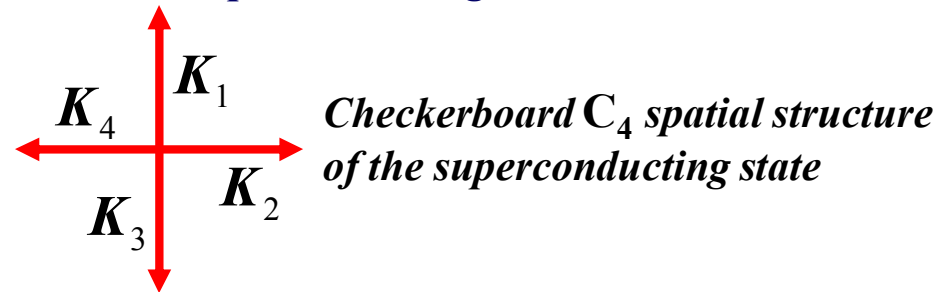 K₁
K₄
Checkerboard C₄ spatial structure
of the superconducting state
K₂
K₃